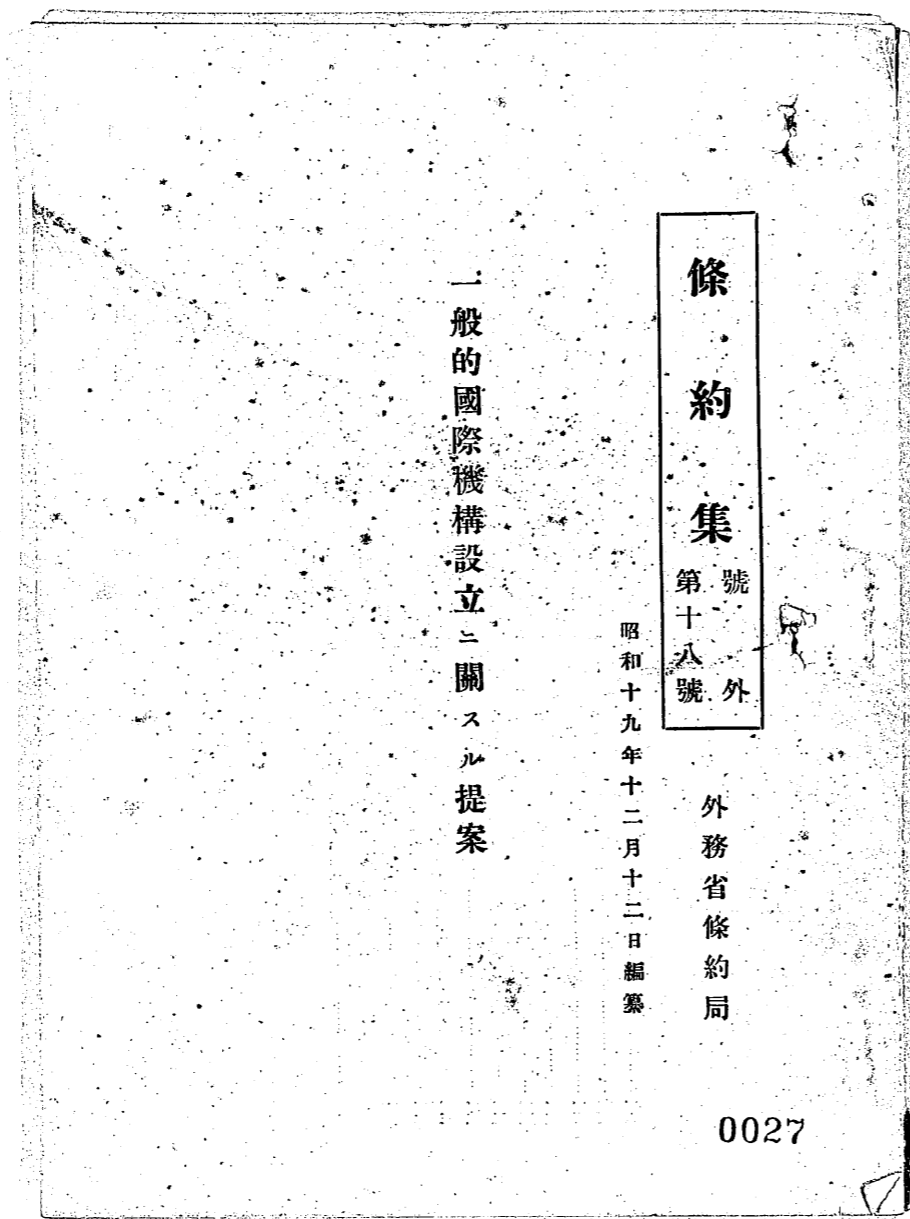 條約集
號外
第十八號
外務省條約局
昭和十九年十二月十二日編纂
一般的國際機構設立ニ關スル提案
0027